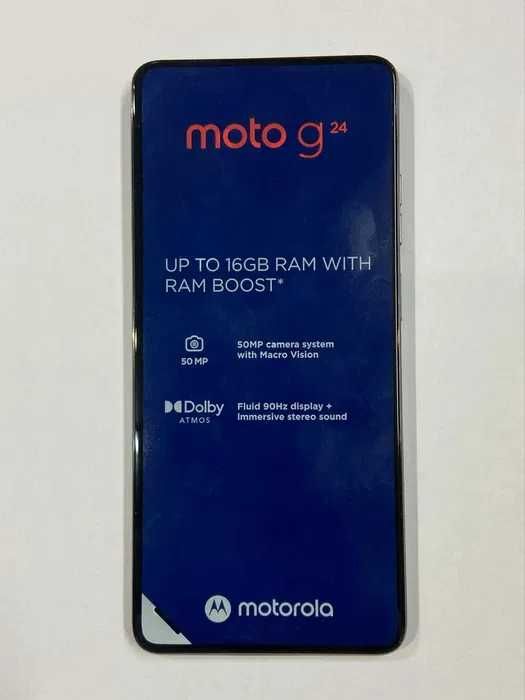 moto g 24
UP TO 16GB RAM WITH
RAM BOOST*
50 MP
50MP camera system
with Macro Vision
Dolby
ATMOS
Fluid 90Hz display +
Immersive stereo sound
motorola